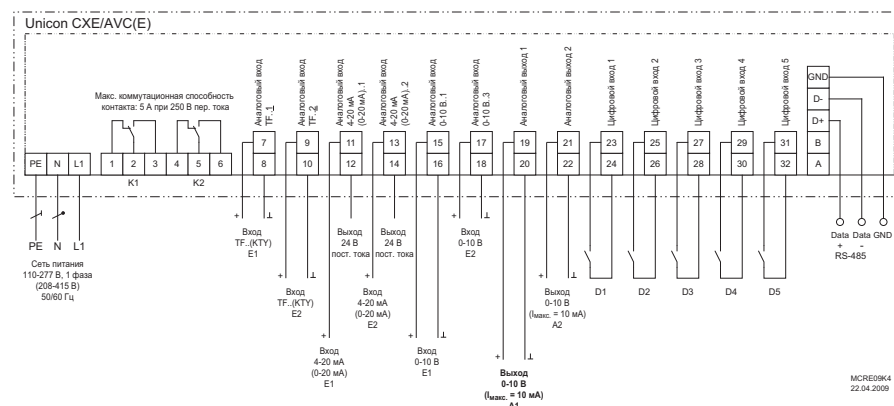 Unicon CXE/AVC(E)
Макс. коммутационная способность
контакта: 5 А при 250 В пер. тока
Аналоговый вход
TF..1
Аналоговый вход
TF..2
Аналоговый вход
4-20 мА
(0-20 мА)..1
Аналоговый вход
4-20 мА
(0-20 мА)..2
Аналоговый вход
0-10 В..1
Аналоговый вход
0-10 В..3
Аналоговый выход 1
Аналоговый выход 2
Цифровой вход 1
Цифровой вход 2
Цифровой вход 3
Цифровой вход 4
Цифровой вход 5
GND
D-
D+
B
A
7 9 11 13 15 17 19 21 23 25 27 29 31
PE N L1 1 2 3 4 5 6 8 10 12 14 16 18 20 22 24 26 28 30 32
K1 K2
PE N L1
Сеть питания
110-277 В, 1 фаза
(208-415 В)
50/60 Гц
+ ⊥
Вход
TF..(KTY)
E1
+ ⊥
Вход
TF..(KTY)
E2
Выход
24 В
пост. тока
Выход
24 В
пост. тока
+
Вход
4-20 мА
(0-20 мА)
E1
+
Вход
4-20 мА
(0-20 мА)
E2
+ ⊥
Вход
0-10 В
E1
+ ⊥
Вход
0-10 В
E2
+ ⊥
Выход
0-10 В
(Iмакс. = 10 мА)
A1
+ ⊥
Выход
0-10 В
(Iмакс. = 10 мА)
A2
D1 D2 D3 D4 D5
Data Data GND
+ -
RS-485
MCRE09K4
22.04.2009